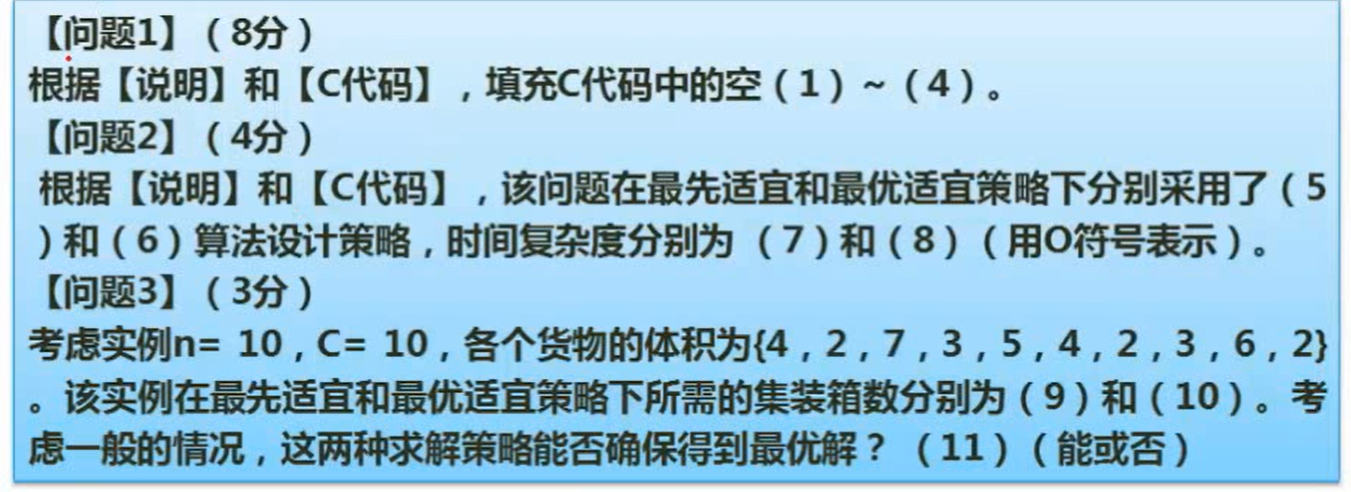 【问题1】（8分）
根据【说明】和【C代码】，填充C代码中的空（1）~（4）。
【问题2】（4分）
根据【说明】和【C代码】，该问题在最先适宜和最优适宜策略下分别采用了（5
）和（6）算法设计策略，时间复杂度分别为 （7）和（8）（用O符号表示）。
【问题3】（3分）
考虑实例n= 10，C= 10，各个货物的体积为{4，2，7，3，5，4，2，3，6，2}
。该实例在最先适宜和最优适宜策略下所需的集装箱数分别为（9）和（10）。考
虑一般的情况，这两种求解策略能否确保得到最优解？（11）（能或否）